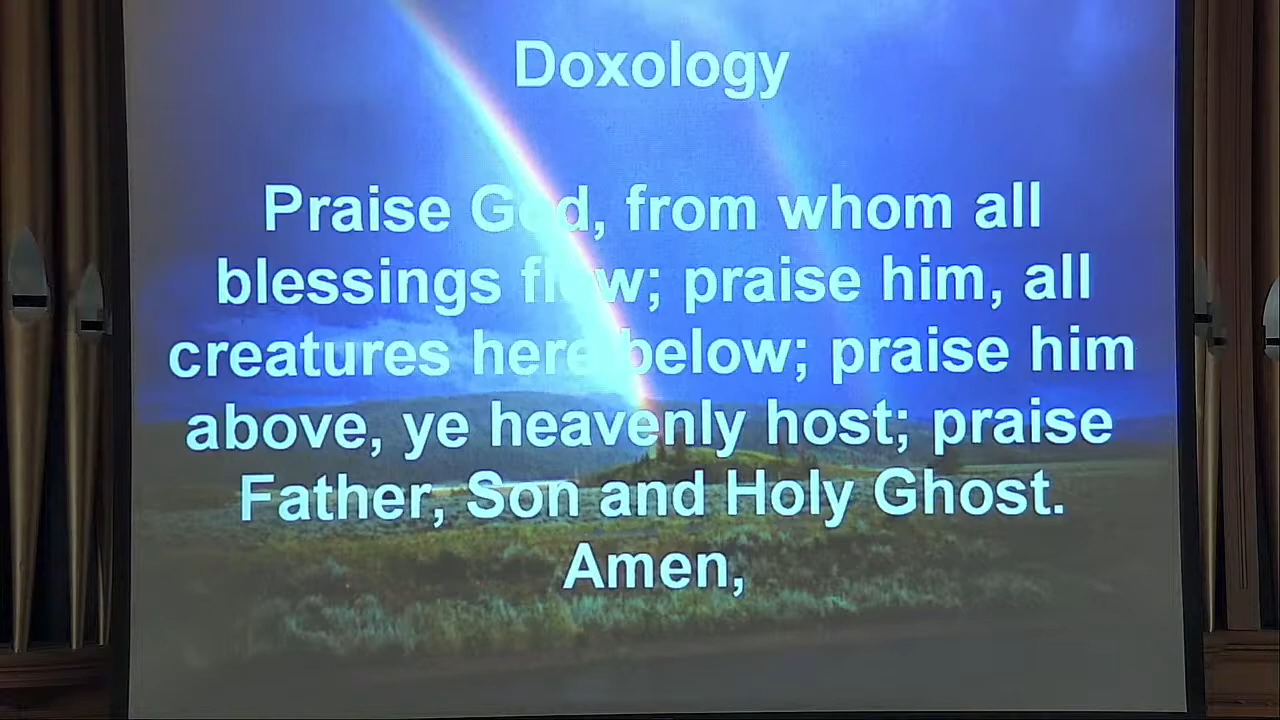 Doxology
Praise God, from whom all
blessings flow; praise him, all
creatures here below; praise him
above, ye heavenly host; praise
Father, Son and Holy Ghost.
Amen,